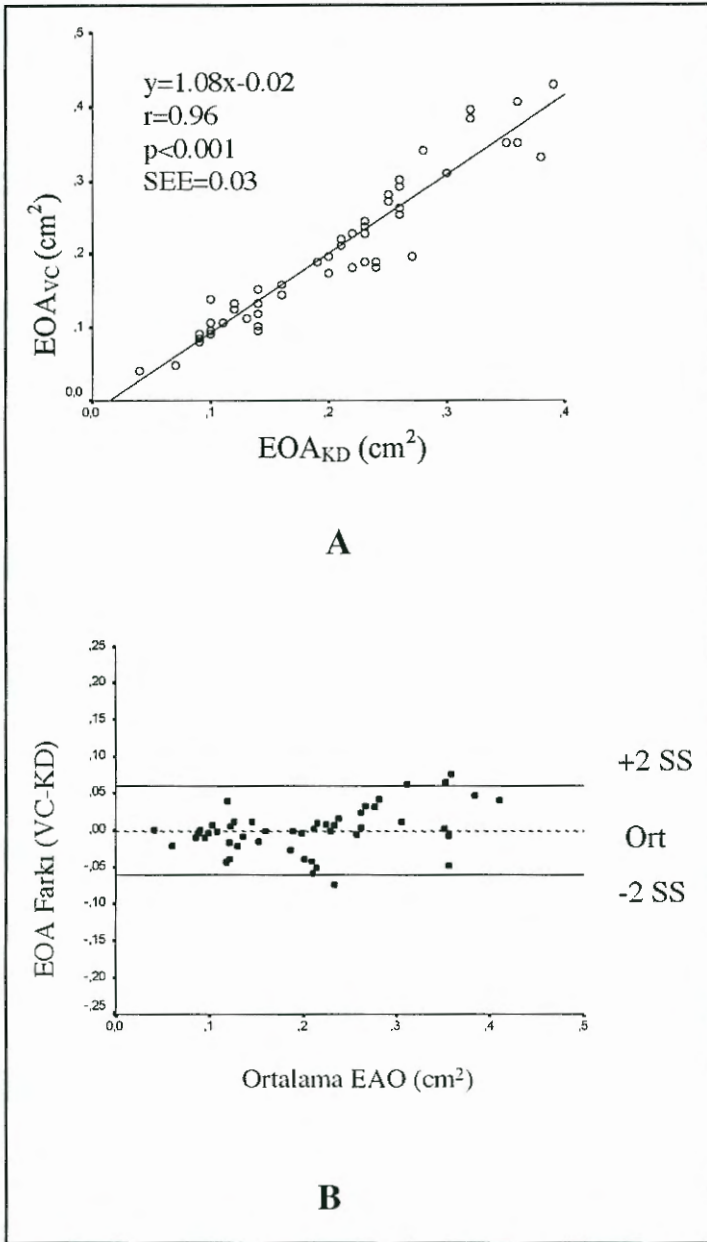 ,5
,4
,3
,2
,1
0,0
EOAVC (cm²)
y=1.08x-0.02
r=0.96
p<0.001
SEE=0.03
0,0 ,1 ,2 ,3 ,4
EOAKD (cm²)
A
,25
,20
,15
,10
,05
,00
-,05
-,10
-,15
-,20
-,25
EOA Farkı (VC-KD)
+2 SS
Ort
-2 SS
0,0 ,1 ,2 ,3 ,4 ,5
Ortalama EAO (cm²)
B